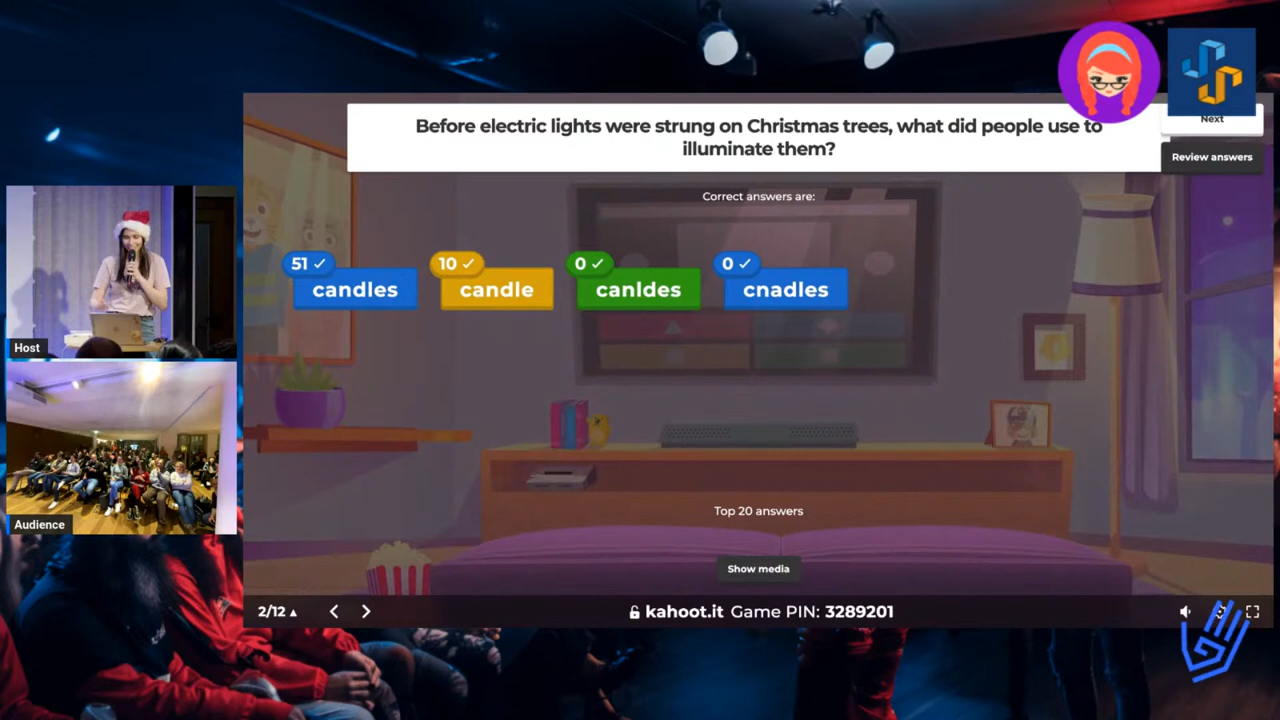 Before electric lights were strung on Christmas trees, what did people use to
illuminate them?
Next
Review answers
Correct answers are:
51 ✓
10 ✓
0 ✓
0 ✓
candles
candle
canldes
cnadles
Host
Top 20 answers
Audience
Show media
2/12
kahoot.it Game PIN: 3289201